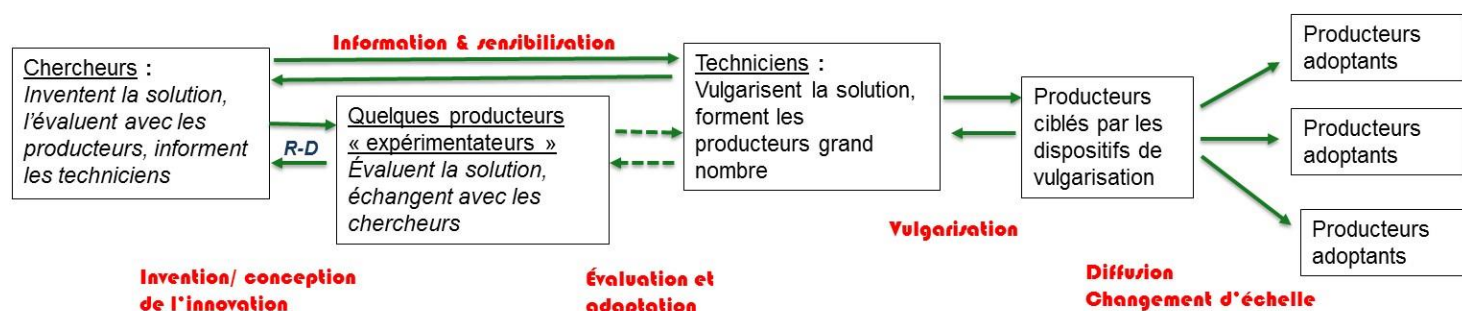 Information & sensibilisation
Chercheurs :
Inventent la solution,
l'évaluent avec les
producteurs, informent
les techniciens
R-D
Quelques producteurs
« expérimentateurs »
Évaluent la solution,
échangent avec les
chercheurs
Techniciens :
Vulgarisent la solution,
forment les
producteurs grand
nombre
Producteurs
ciblés par les
dispositifs de
vulgarisation
Producteurs
adoptants
Producteurs
adoptants
Producteurs
adoptants
Invention/ conception
de l'innovation
Évaluation et
adaptation
Vulgarisation
Diffusion
Changement d'échelle